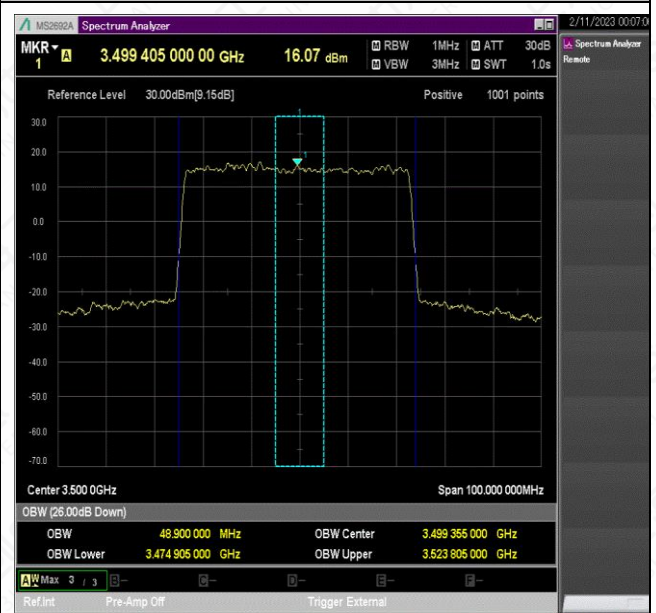 MS2692A Spectrum Analyzer
2/11/2023 00:07:0
MKR 1 A 3.499 405 000 00 GHz 16.07 dBm M RBW 1MHz M ATT 30dB
M VBW 3MHz M SWT 1.0s
Spectrum Analyzer
Remote
Reference Level 30.00dBm[9.15dB] Positive 1001 points
1
30.0
20.0
1
10.0
0.0
-10.0
-20.0
-30.0
-40.0
-50.0
-60.0
-70.0
Center 3.500 0GHz Span 100.000 000MHz
OBW (26.00dB Down)
OBW 48.900 000 MHz OBW Center 3.499 355 000 GHz
OBW Lower 3.474 905 000 GHz OBW Upper 3.523 805 000 GHz
A W Max 3 / 3 B- C- D- E- F-
Ref.Int Pre-Amp Off Trigger External